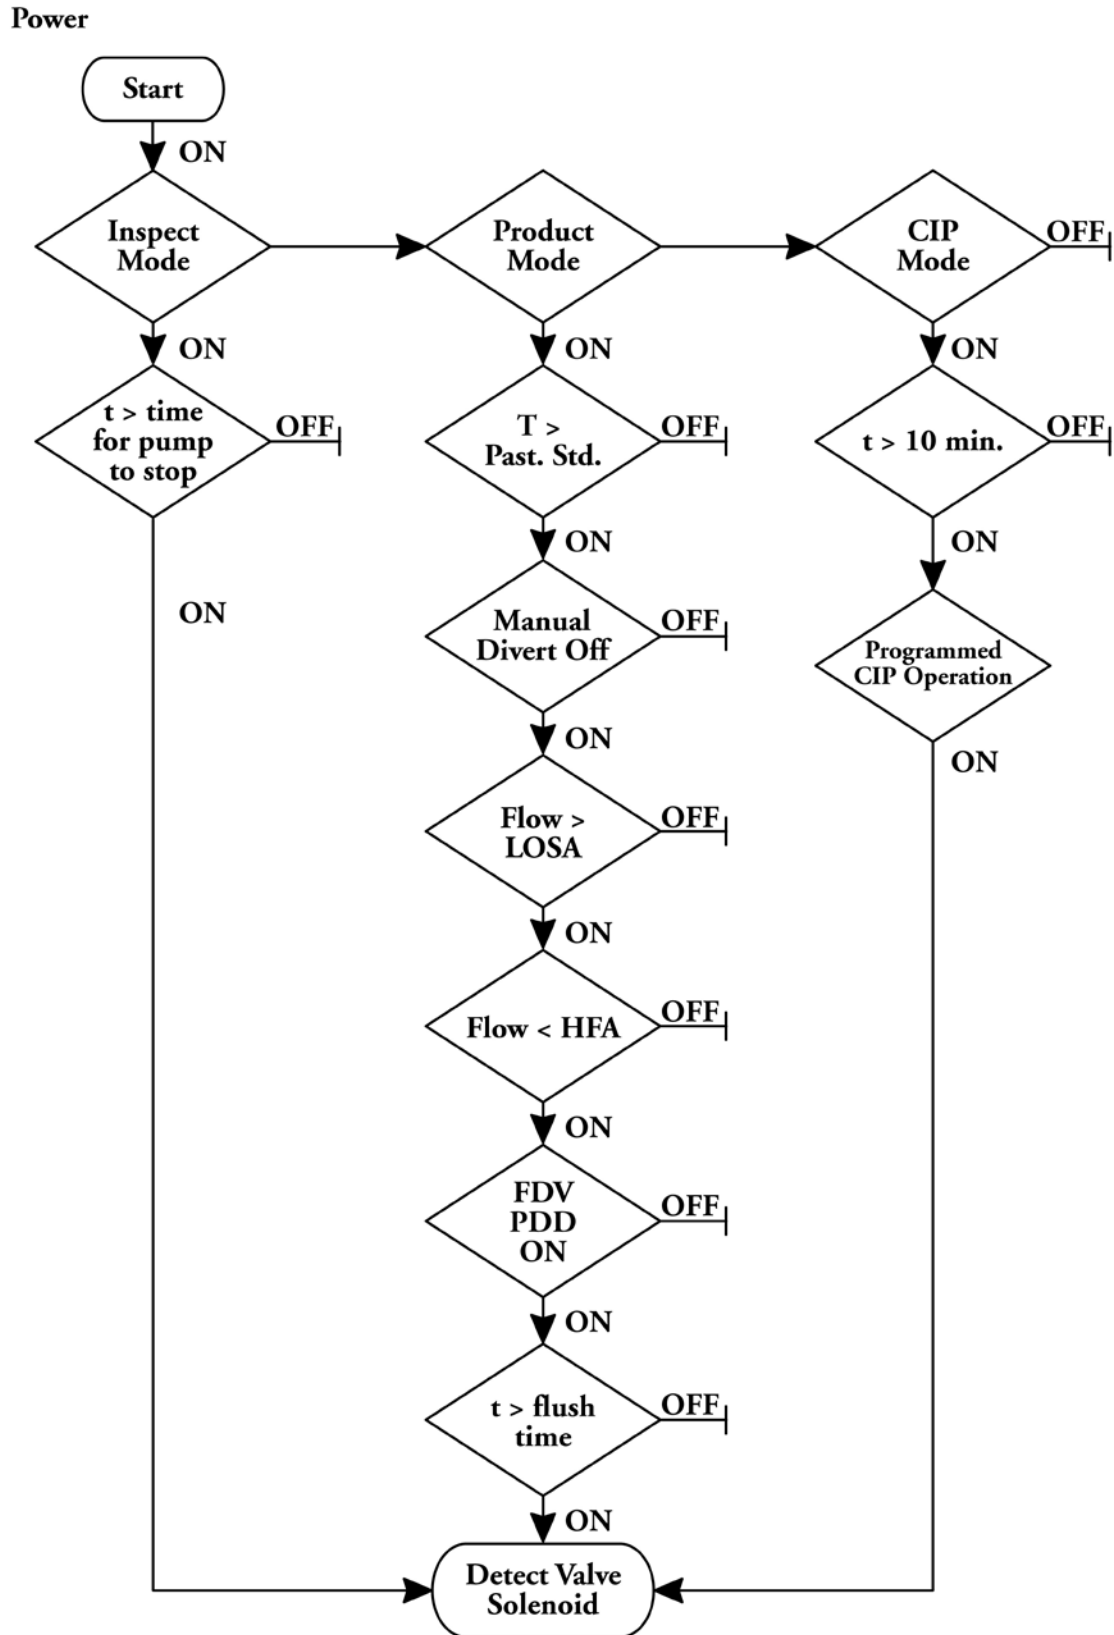 Power
Start
ON
Inspect
Mode
Product
Mode
CIP
Mode
OFF
ON
ON
ON
t > time
for pump
to stop
OFF
T >
Past. Std.
OFF
t > 10 min.
OFF
ON
ON
ON
Manual
Divert Off
OFF
Programmed
CIP Operation
ON
ON
Flow >
LOSA
OFF
ON
Flow < HFA
OFF
ON
FDV
PDD
ON
OFF
ON
t > flush
time
OFF
ON
Detect Valve
Solenoid